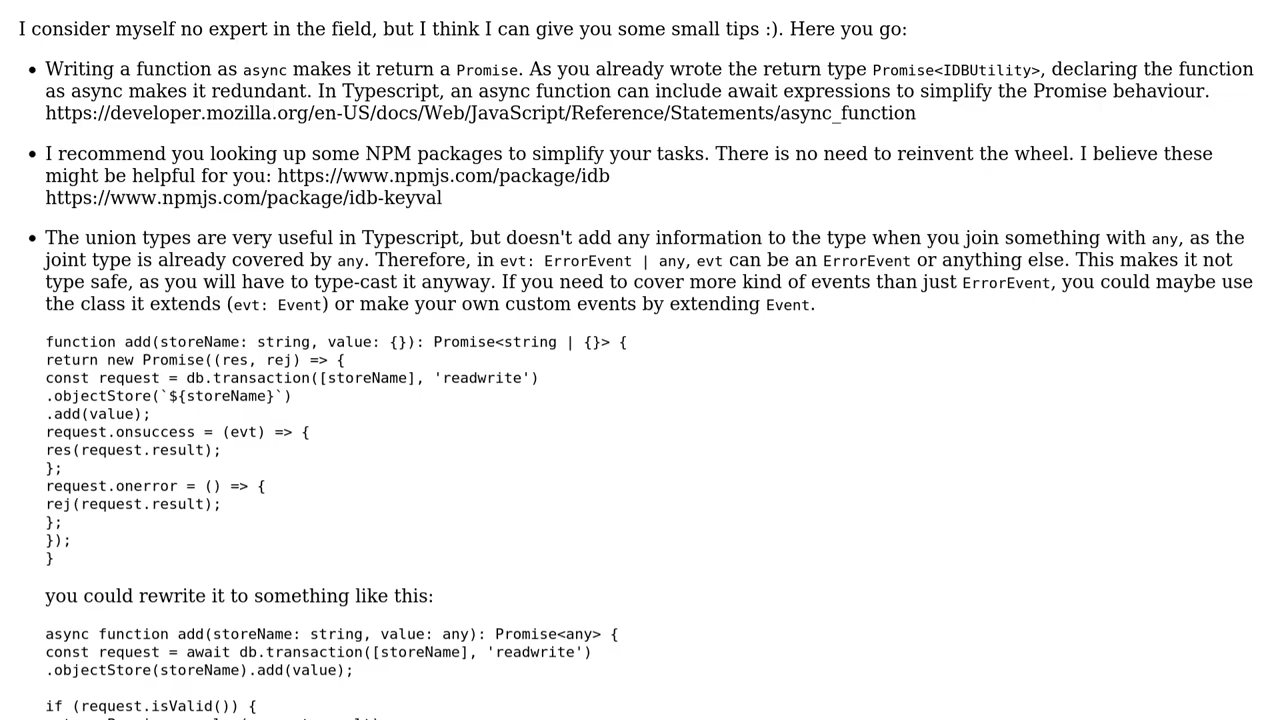 I consider myself no expert in the field, but I think I can give you some small tips :). Here you go:
• Writing a function as async makes it return a Promise. As you already wrote the return type Promise<IDBUtility>, declaring the function
as async makes it redundant. In Typescript, an async function can include await expressions to simplify the Promise behaviour.
https://developer.mozilla.org/en-US/docs/Web/JavaScript/Reference/Statements/async_function
• I recommend you looking up some NPM packages to simplify your tasks. There is no need to reinvent the wheel. I believe these
might be helpful for you: https://www.npmjs.com/package/idb
https://www.npmjs.com/package/idb-keyval
• The union types are very useful in Typescript, but doesn't add any information to the type when you join something with any, as the
joint type is already covered by any. Therefore, in evt: ErrorEvent | any, evt can be an ErrorEvent or anything else. This makes it not
type safe, as you will have to type-cast it anyway. If you need to cover more kind of events than just ErrorEvent, you could maybe use
the class it extends (evt: Event) or make your own custom events by extending Event.
function add(storeName: string, value: {}): Promise<string | {}> {
return new Promise((res, rej) => {
const request = db.transaction([storeName], 'readwrite')
.objectStore(`${storeName}`)
.add(value);
request.onsuccess = (evt) => {
res(request.result);
};
request.onerror = () => {
rej(request.result);
};
});
}
you could rewrite it to something like this:
async function add(storeName: string, value: any): Promise<any> {
const request = await db.transaction([storeName], 'readwrite')
.objectStore(storeName).add(value);
if (request.isValid()) {